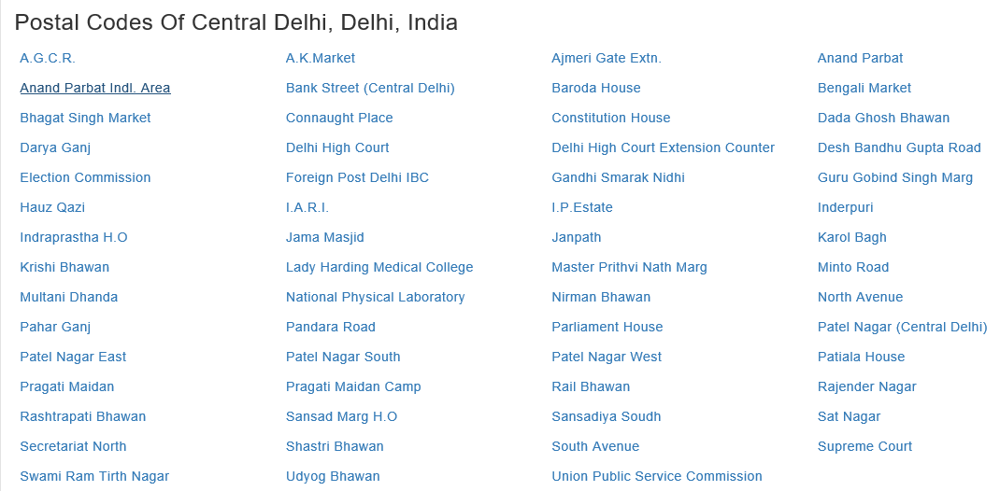 Postal Codes Of Central Delhi, Delhi, India
A.G.C.R. A.K.Market Ajmeri Gate Extn. Anand Parbat
Anand Parbat Indl. Area Bank Street (Central Delhi) Baroda House Bengali Market
Bhagat Singh Market Connaught Place Constitution House Dada Ghosh Bhawan
Darya Ganj Delhi High Court Delhi High Court Extension Counter Desh Bandhu Gupta Road
Election Commission Foreign Post Delhi IBC Gandhi Smarak Nidhi Guru Gobind Singh Marg
Hauz Qazi I.A.R.I. I.P.Estate Inderpuri
Indraprastha H.O Jama Masjid Janpath Karol Bagh
Krishi Bhawan Lady Harding Medical College Master Prithvi Nath Marg Minto Road
Multani Dhanda National Physical Laboratory Nirman Bhawan North Avenue
Pahar Ganj Pandara Road Parliament House Patel Nagar (Central Delhi)
Patel Nagar East Patel Nagar South Patel Nagar West Patiala House
Pragati Maidan Pragati Maidan Camp Rail Bhawan Rajender Nagar
Rashtrapati Bhawan Sansad Marg H.O Sansadiya Soudh Sat Nagar
Secretariat North Shastri Bhawan South Avenue Supreme Court
Swami Ram Tirth Nagar Udyog Bhawan Union Public Service Commission